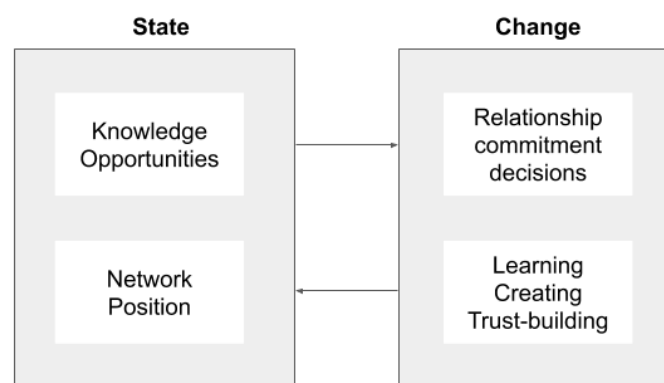 State
Change
Knowledge
Opportunities
Relationship
commitment
decisions
Network
Position
Learning
Creating
Trust-building